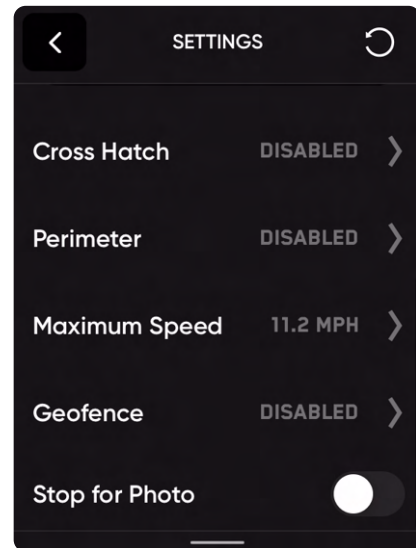 SETTINGS
Cross Hatch DISABLED
Perimeter DISABLED
Maximum Speed 11.2 MPH
Geofence DISABLED
Stop for Photo